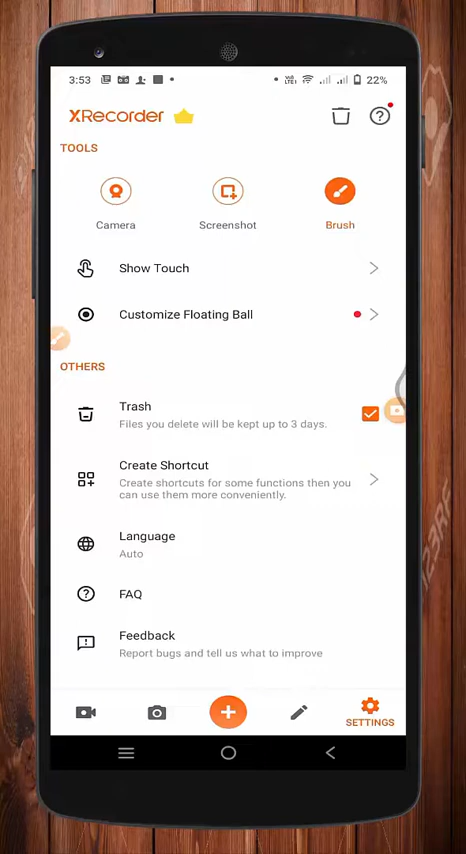 3:53
22%
XRecorder
TOOLS
Camera
Screenshot
Brush
Show Touch
Customize Floating Ball
OTHERS
Trash
Files you delete will be kept up to 3 days.
Create Shortcut
Create shortcuts for some functions then you
can use them more conveniently.
Language
Auto
FAQ
Feedback
Report bugs and tell us what to improve
SETTINGS
123RF